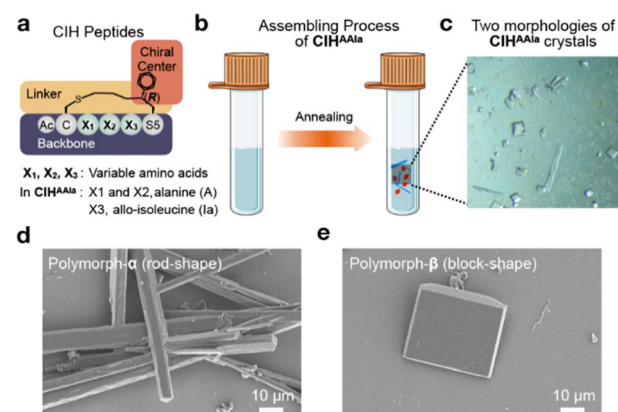 a
CIH Peptides
Chiral
Center
Linker
S
(R)
Ac C X₁ X₂ X₃ S5
Backbone
X₁, X₂, X₃ : Variable amino acids
In CIHᴬᴬᴵᵃ : X1 and X2, alanine (A)
X3, allo-isoleucine (Ia)
b
Assembling Process
of CIHᴬᴬᴵᵃ
Annealing
c
Two morphologies of
CIHᴬᴬᴵᵃ crystals
d
Polymorph-α (rod-shape)
10 μm
e
Polymorph-β (block-shape)
10 μm